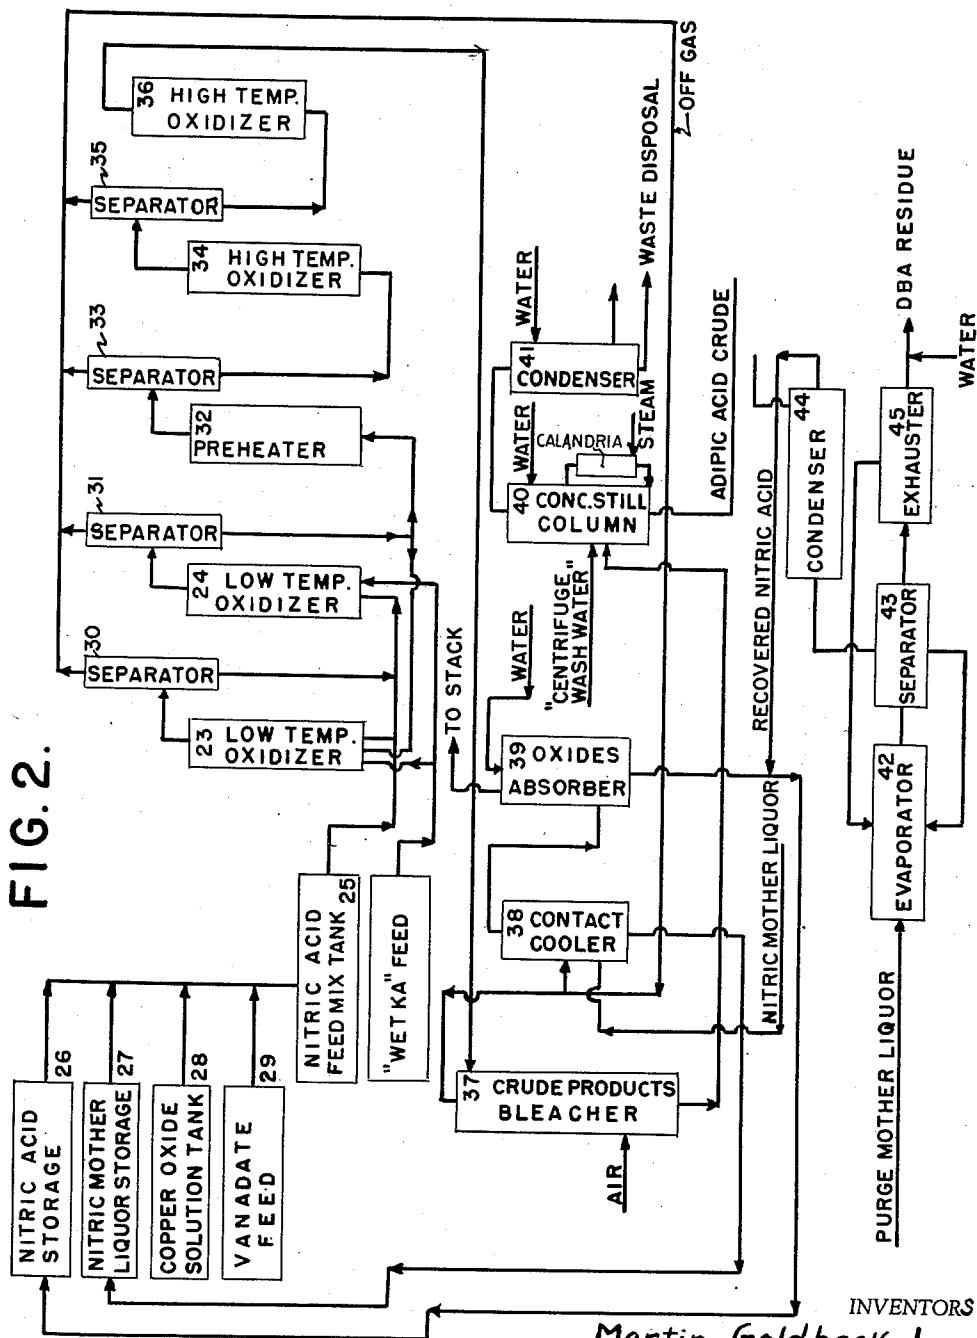 FIG. 2.
NITRIC ACID
STORAGE
26
NITRIC MOTHER
LIQUOR STORAGE
27
COPPER OXIDE
SOLUTION TANK
28
VANADATE
FEED
29
NITRIC ACID
FEED MIX TANK 25
"WET KA" FEED
23 LOW TEMP.
OXIDIZER
30
SEPARATOR
24 LOW TEMP.
OXIDIZER
31
SEPARATOR
32
PREHEATER
33
SEPARATOR
34 HIGH TEMP.
OXIDIZER
35
SEPARATOR
36 HIGH TEMP.
OXIDIZER
37
CRUDE PRODUCTS
BLEACHER
AIR
38 CONTACT
COOLER
39 OXIDES
ABSORBER
TO STACK
WATER
"CENTRIFUGE
WASH WATER"
40
CONC. STILL
COLUMN
WATER
CALANDRIA
STEAM
41
CONDENSER
WATER
WASTE DISPOSAL
OFF GAS
ADIPIC ACID CRUDE
NITRIC MOTHER LIQUOR
RECOVERED NITRIC ACID
PURGE MOTHER LIQUOR
42
EVAPORATOR
43
SEPARATOR
44
CONDENSER
45
EXHAUSTER
DBA RESIDUE
WATER
INVENTORS
Martin Goldbeck, J